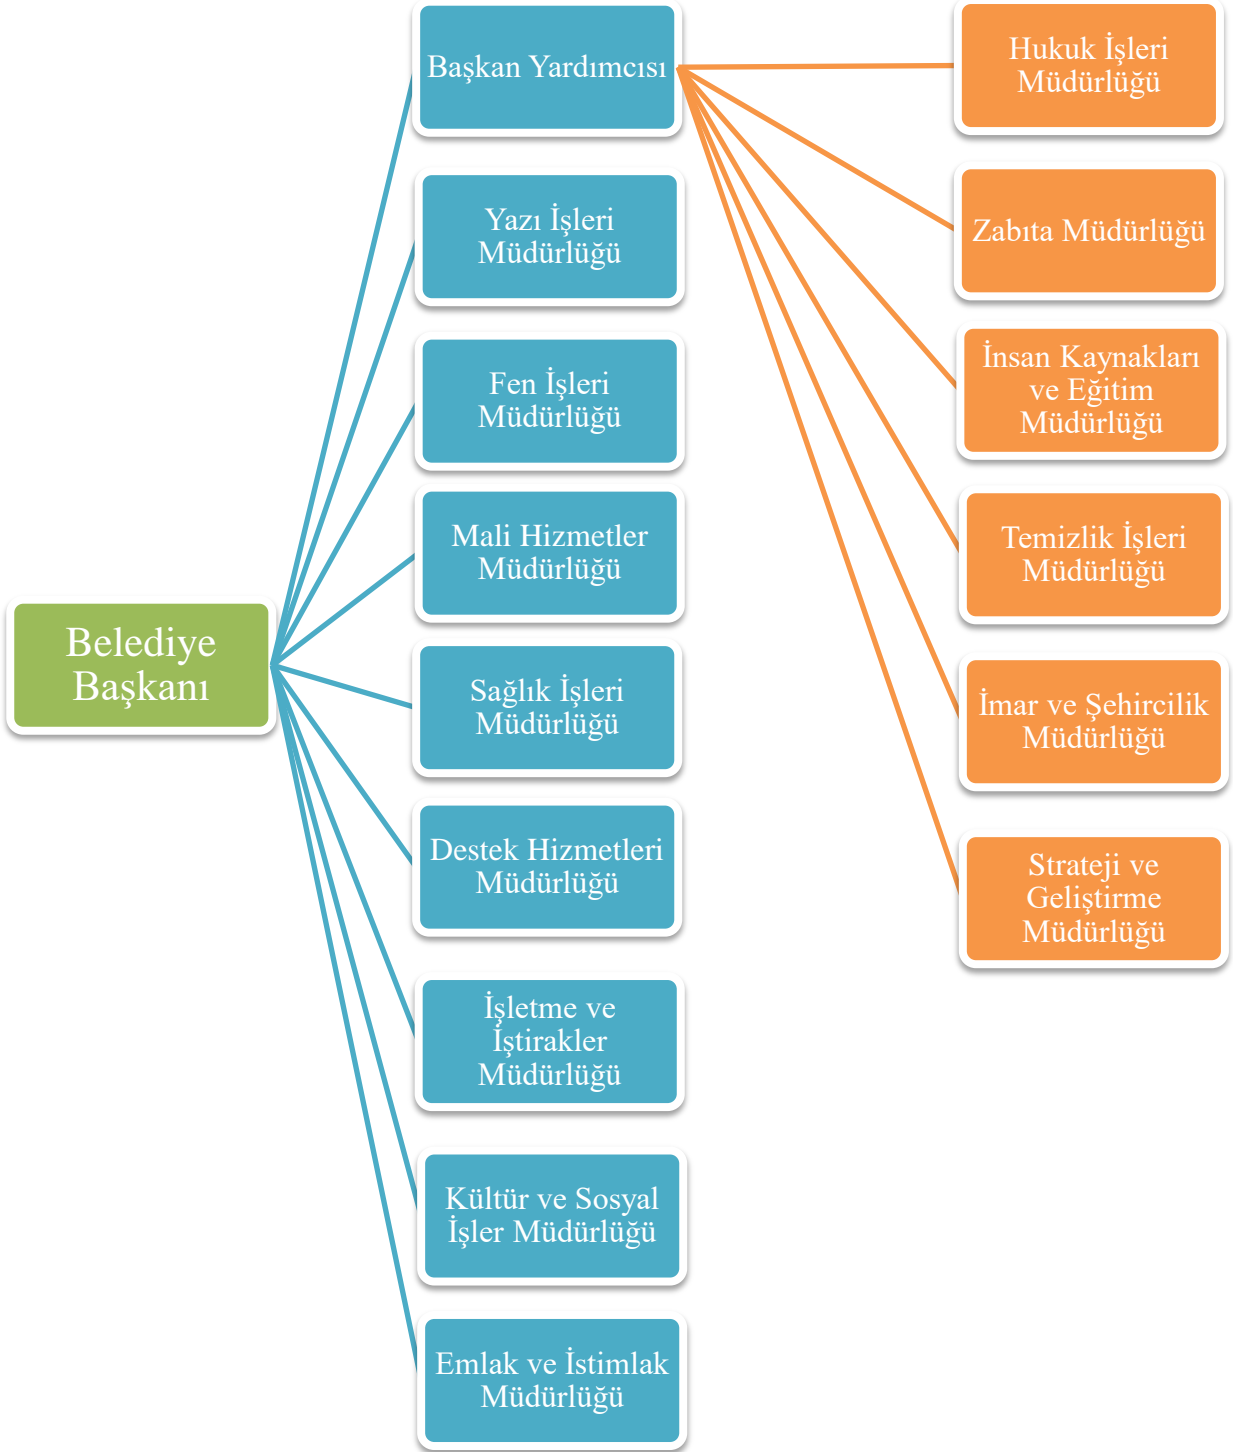 Belediye
Başkanı
Başkan Yardımcısı
Yazı İşleri
Müdürlüğü
Fen İşleri
Müdürlüğü
Mali Hizmetler
Müdürlüğü
Sağlık İşleri
Müdürlüğü
Destek Hizmetleri
Müdürlüğü
İşletme ve
İştirakler
Müdürlüğü
Kültür ve Sosyal
İşler Müdürlüğü
Emlak ve İstimlak
Müdürlüğü
Hukuk İşleri
Müdürlüğü
Zabıta Müdürlüğü
İnsan Kaynakları
ve Eğitim
Müdürlüğü
Temizlik İşleri
Müdürlüğü
İmar ve Şehircilik
Müdürlüğü
Strateji ve
Geliştirme
Müdürlüğü